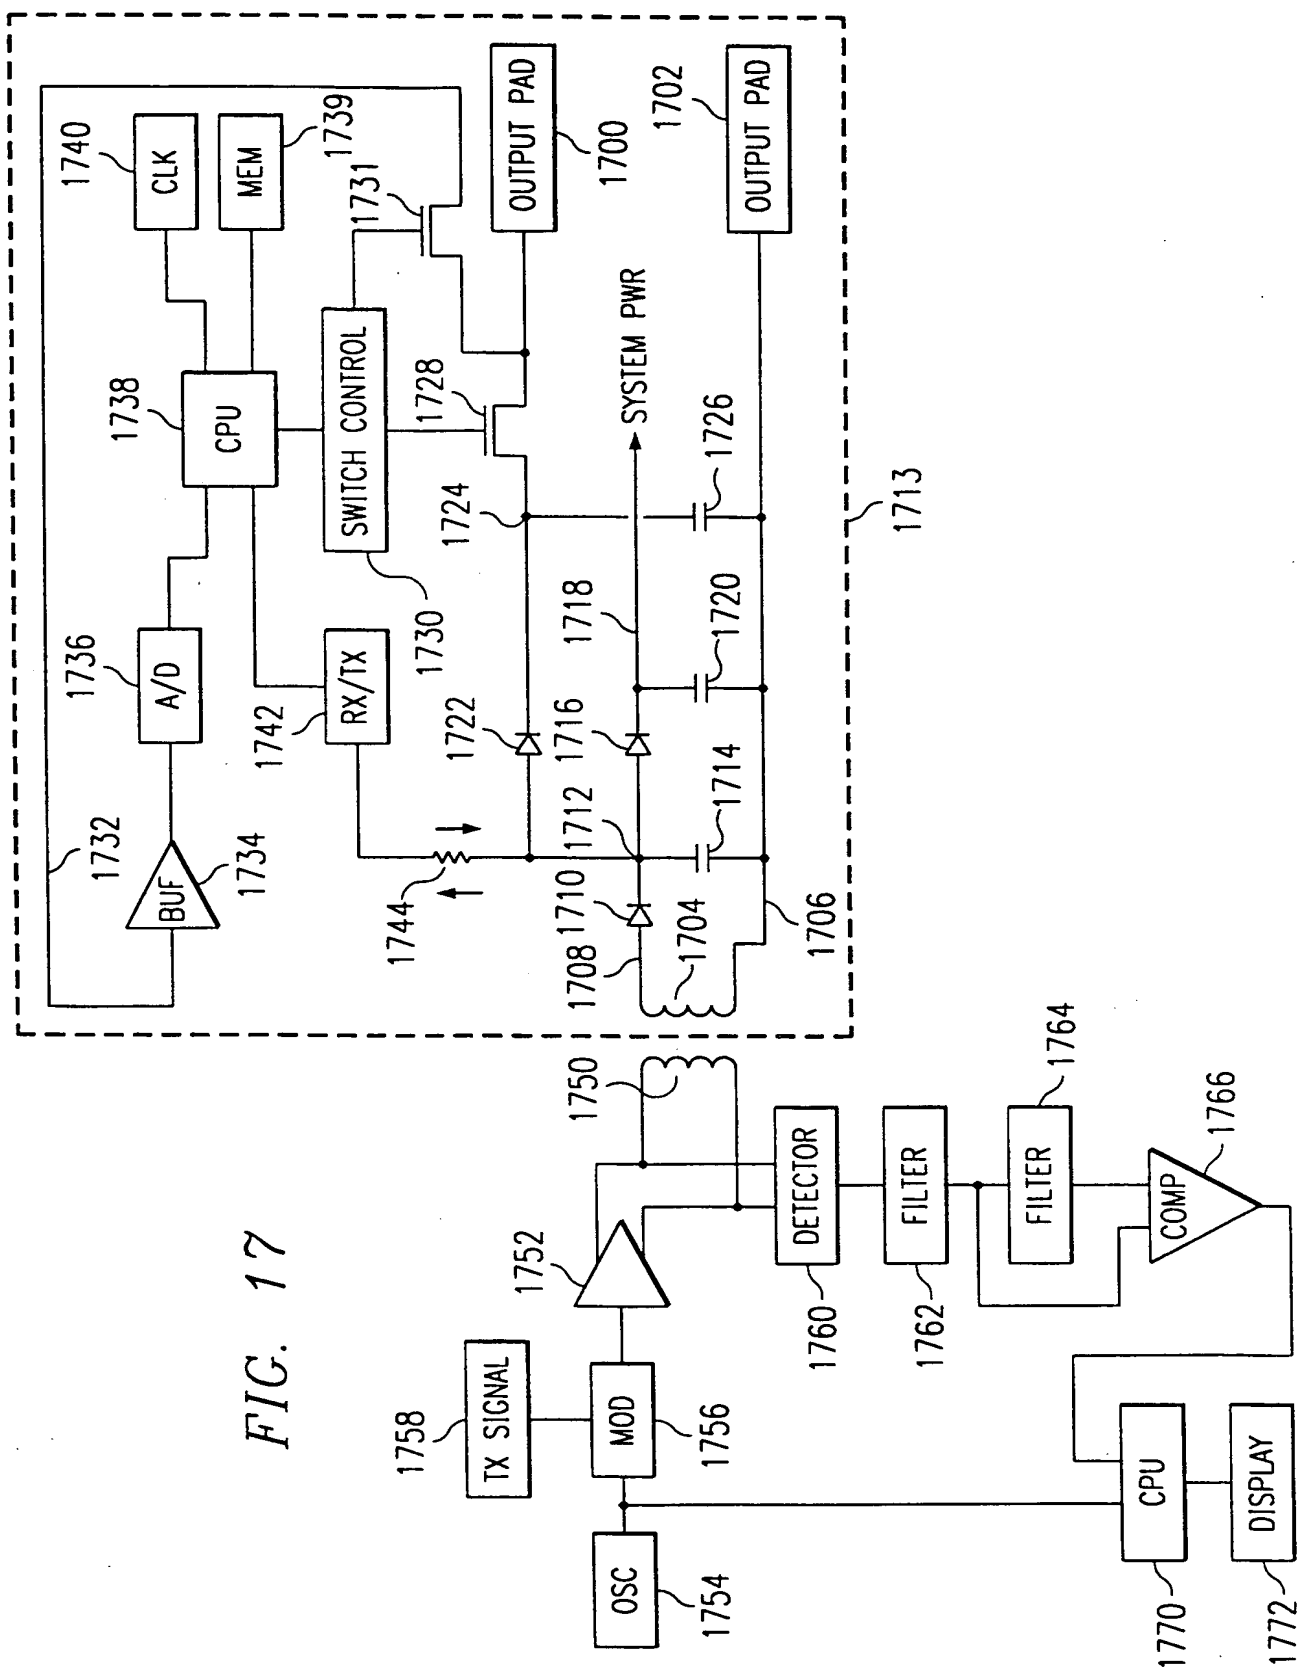 FIG. 17
1732
BUF
1734
1736
A/D
1738
CPU
1740
CLK
MEM
1739
1742
RX/TX
SWITCH CONTROL
1730
1731
1744
1722
1724
1728
OUTPUT PAD
1700
1708
1710
1712
1716
1718
SYSTEM PWR
1704
1714
1720
1726
1702
OUTPUT PAD
1706
1713
1758
TX SIGNAL
OSC
1754
MOD
1756
1752
1750
DETECTOR
1760
FILTER
1762
FILTER
1764
COMP
1766
CPU
1770
DISPLAY
1772